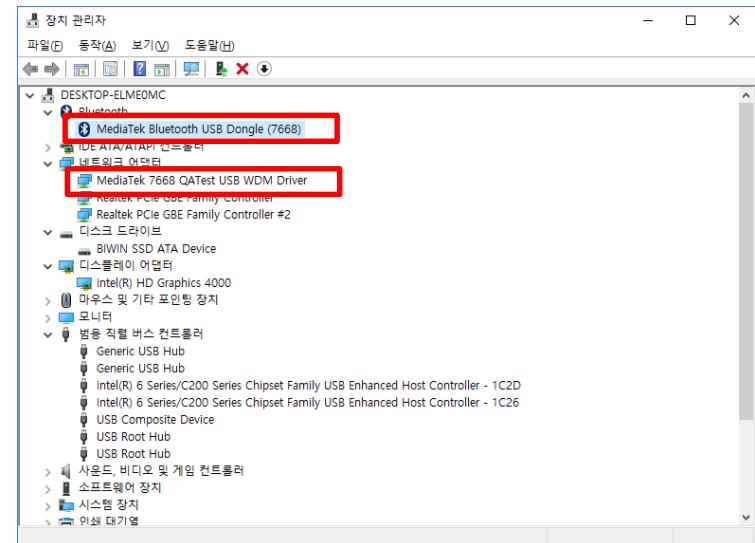 장치 관리자
파일(F) 동작(A) 보기(V) 도움말(H)
DESKTOP-ELME0MC
Bluetooth
MediaTek Bluetooth USB Dongle (7668)
IDE ATA/ATAPI 컨트롤러
네트워크 어댑터
MediaTek 7668 QATest USB WDM Driver
Realtek PCIe GBE Family Controller
Realtek PCIe GBE Family Controller #2
디스크 드라이브
BIWIN SSD ATA Device
디스플레이 어댑터
Intel(R) HD Graphics 4000
마우스 및 기타 포인팅 장치
모니터
범용 직렬 버스 컨트롤러
Generic USB Hub
Generic USB Hub
Intel(R) 6 Series/C200 Series Chipset Family USB Enhanced Host Controller - 1C2D
Intel(R) 6 Series/C200 Series Chipset Family USB Enhanced Host Controller - 1C26
USB Composite Device
USB Root Hub
USB Root Hub
사운드, 비디오 및 게임 컨트롤러
소프트웨어 장치
시스템 장치
인쇄 대기열